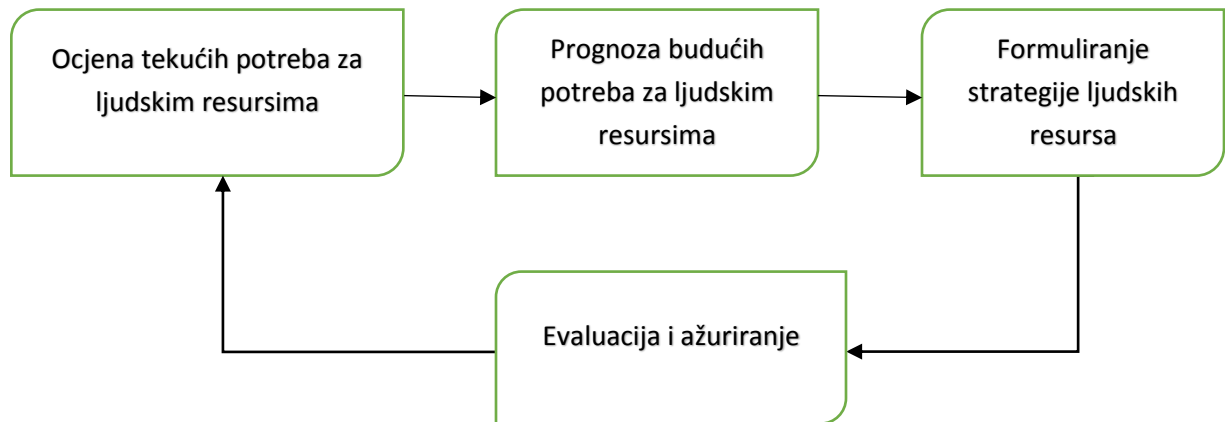 Ocjena tekućih potreba za
ljudskim resursima
Prognoza budućih
potreba za ljudskim
resursima
Formuliranje
strategije ljudskih
resursa
Evaluacija i ažuriranje